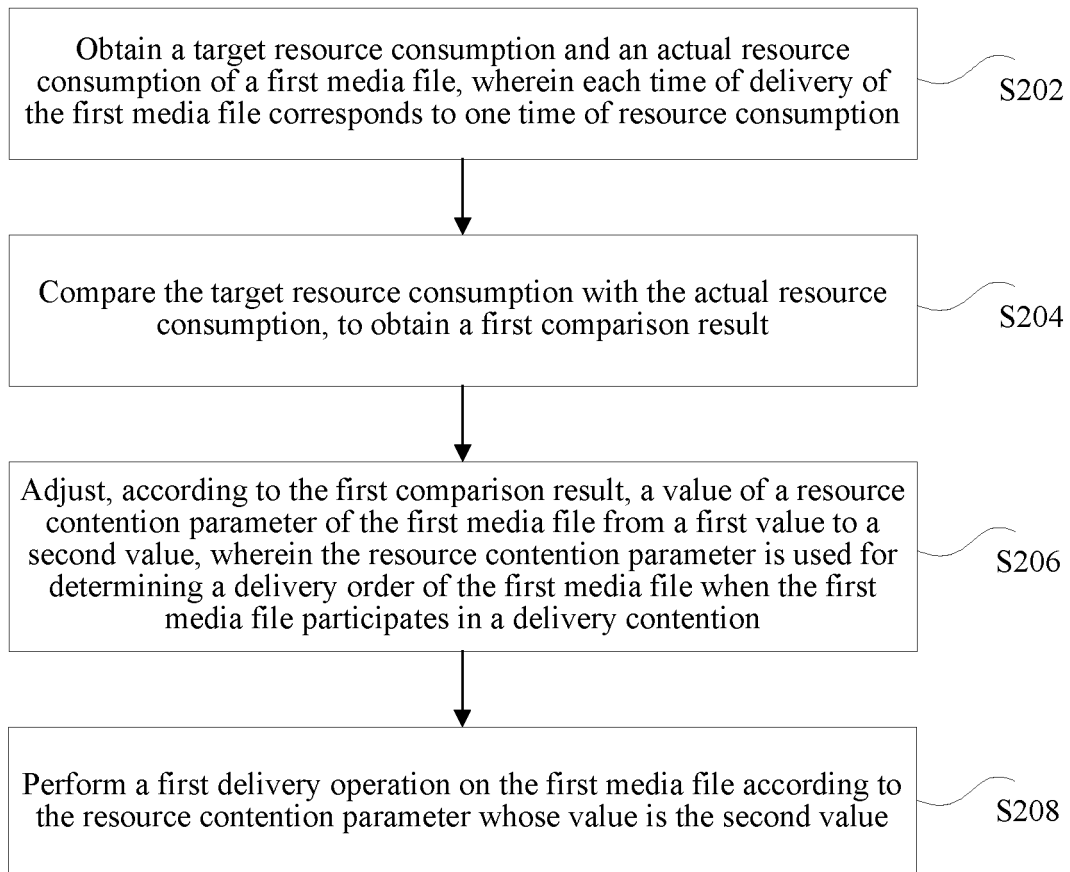 Obtain a target resource consumption and an actual resource
consumption of a first media file, wherein each time of delivery of
the first media file corresponds to one time of resource consumption
S202
Compare the target resource consumption with the actual resource
consumption, to obtain a first comparison result
S204
Adjust, according to the first comparison result, a value of a resource
contention parameter of the first media file from a first value to a
second value, wherein the resource contention parameter is used for
determining a delivery order of the first media file when the first
media file participates in a delivery contention
S206
Perform a first delivery operation on the first media file according to
the resource contention parameter whose value is the second value
S208